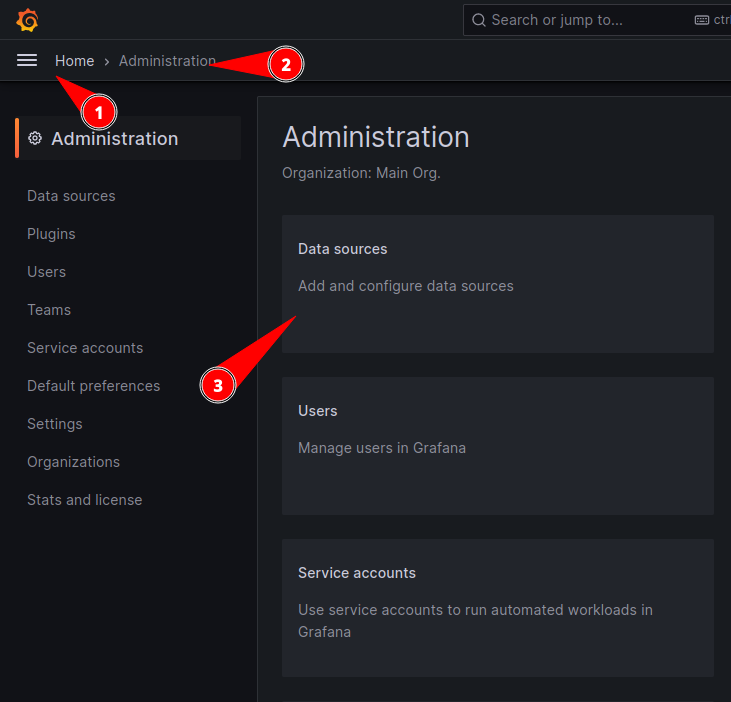 Search or jump to...
Home › Administration
2
1
Administration
Data sources
Plugins
Users
Teams
Service accounts
Default preferences
Settings
Organizations
Stats and license
Administration
Organization: Main Org.
Data sources
Add and configure data sources
3
Users
Manage users in Grafana
Service accounts
Use service accounts to run automated workloads in
Grafana